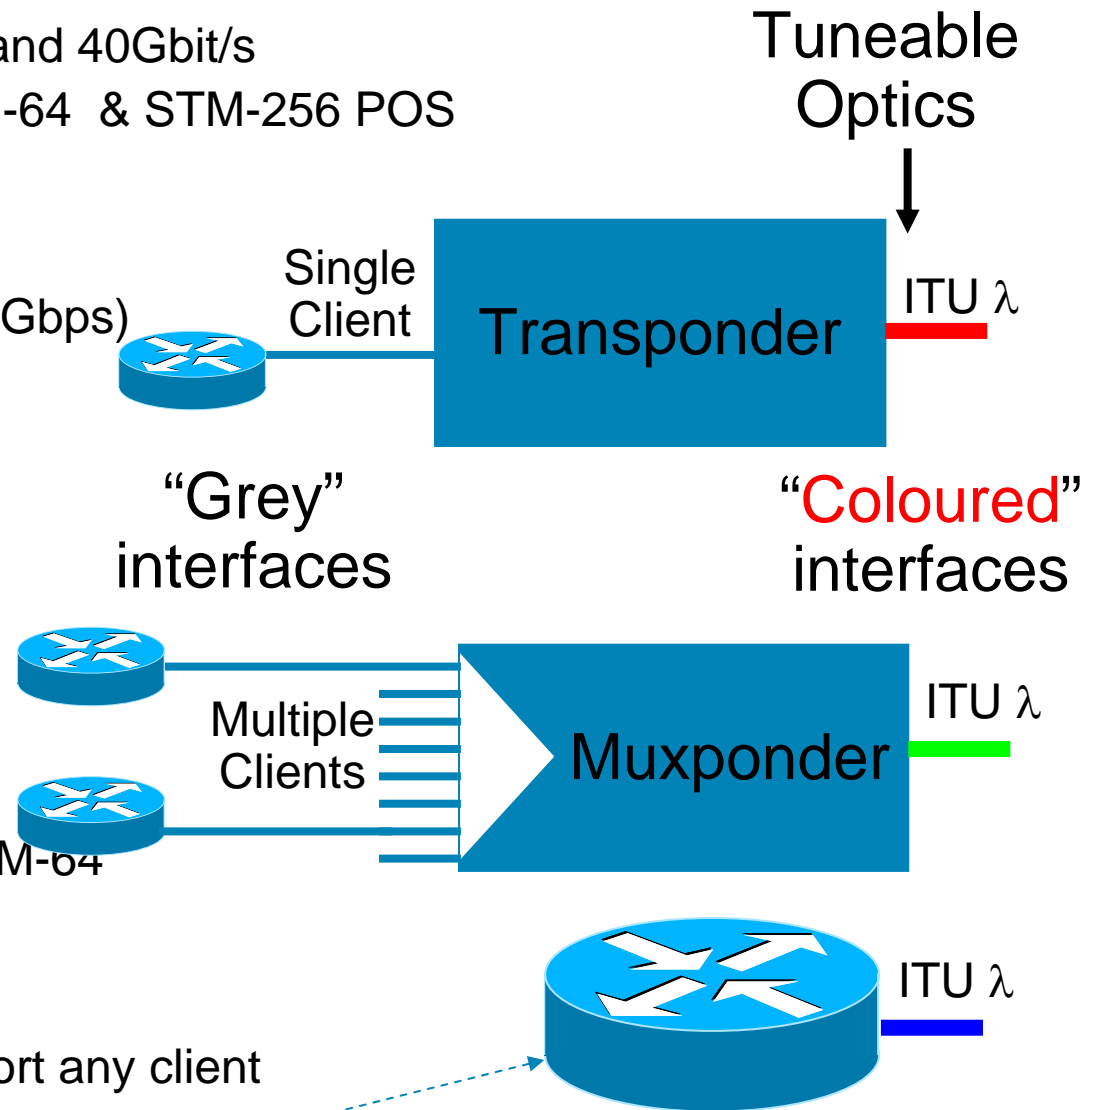 and 40Gbit/s
-64 & STM-256 POS
Tuneable
Optics
Single
Client
Gbps)
Transponder
ITU λ
“Grey”
interfaces
“Coloured”
interfaces
Multiple
Clients
Muxponder
ITU λ
M-64
ITU λ
ort any client